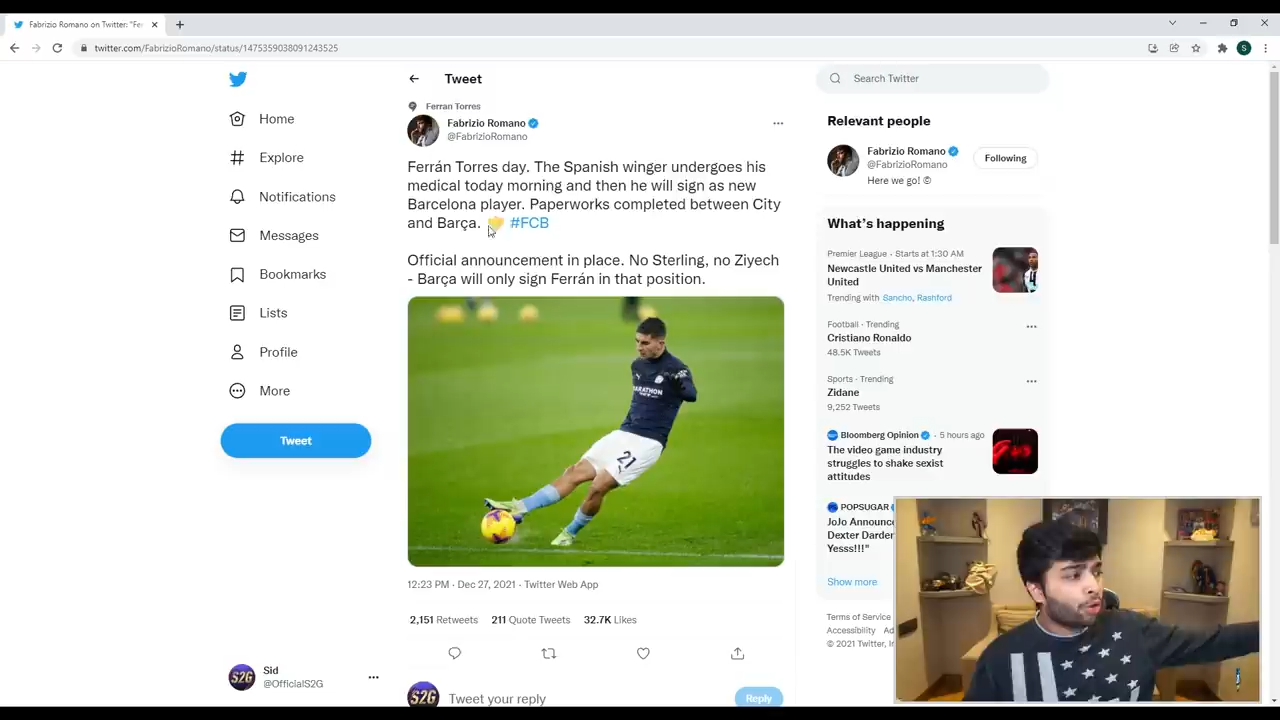 Fabrizio Romano on Twitter: "Fer
twitter.com/FabrizioRomano/status/1475359038091243525
S
Tweet
Search Twitter
Ferran Torres
Fabrizio Romano
@FabrizioRomano
Ferrán Torres day. The Spanish winger undergoes his
medical today morning and then he will sign as new
Barcelona player. Paperworks completed between City
and Barça. #FCB
Official announcement in place. No Sterling, no Ziyech
- Barça will only sign Ferrán in that position.
MARATHON
21
12:23 PM · Dec 27, 2021 · Twitter Web App
2,151 Retweets 211 Quote Tweets 32.7K Likes
S2G
Tweet your reply
Reply
Home
Explore
Notifications
Messages
Bookmarks
Lists
Profile
More
Tweet
S2G
Sid
@OfficialS2G
Relevant people
Fabrizio Romano
@FabrizioRomano
Following
Here we go! ©
What's happening
Premier League · Starts at 1:30 AM
Newcastle United vs Manchester
United
Trending with Sancho, Rashford
Football · Trending
Cristiano Ronaldo
48.5K Tweets
Sports · Trending
Zidane
9,252 Tweets
Bloomberg Opinion · 5 hours ago
The video game industry
struggles to shake sexist
attitudes
POPSUGAR
JoJo Announc
Dexter Darder
Yesss!!!"
Show more
Terms of Service
Accessibility Ad
© 2021 Twitter, I